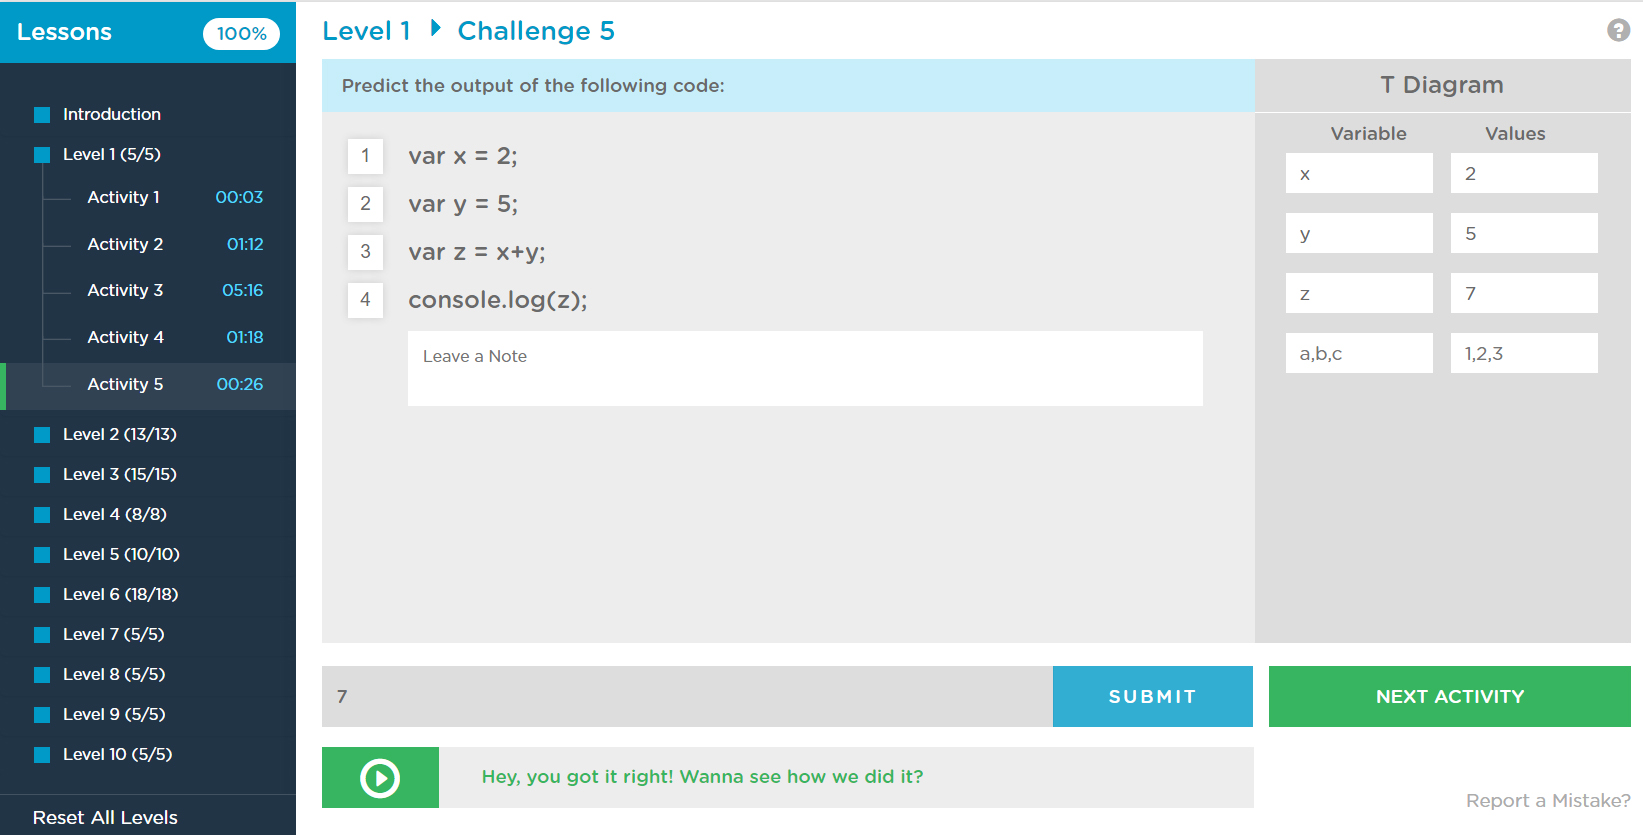 Lessons 100%
Introduction
Level 1 (5/5)
Activity 1 00:03
Activity 2 01:12
Activity 3 05:16
Activity 4 01:18
Activity 5 00:26
Level 2 (13/13)
Level 3 (15/15)
Level 4 (8/8)
Level 5 (10/10)
Level 6 (18/18)
Level 7 (5/5)
Level 8 (5/5)
Level 9 (5/5)
Level 10 (5/5)
Reset All Levels
Level 1 Challenge 5
?
Predict the output of the following code:
1 var x = 2;
2 var y = 5;
3 var z = x+y;
4 console.log(z);
Leave a Note
T Diagram
Variable Values
x 2
y 5
z 7
a,b,c 1,2,3
7 SUBMIT
NEXT ACTIVITY
Hey, you got it right! Wanna see how we did it?
Report a Mistake?